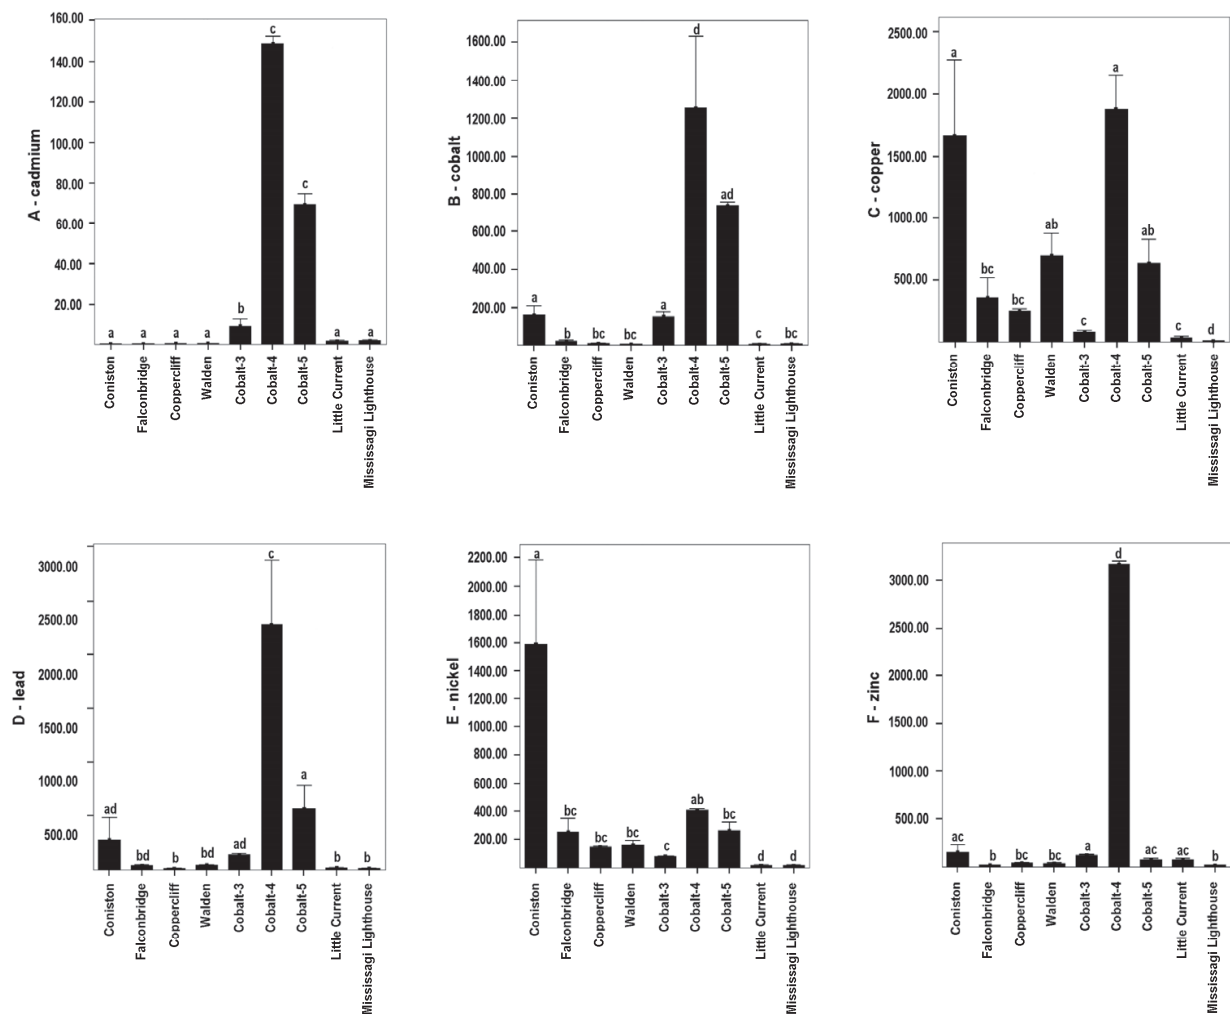 A - cadmium
160.00
140.00
120.00
100.00
80.00
60.00
40.00
20.00
a a a a b c c a a
Coniston
Falconbridge
Coppercliff
Walden
Cobalt-3
Cobalt-4
Cobalt-5
Little Current
Mississagi Lighthouse
B - cobalt
1600.00
1400.00
1200.00
1000.00
800.00
600.00
400.00
200.00
a b bc bc a d ad c bc
Coniston
Falconbridge
Coppercliff
Walden
Cobalt-3
Cobalt-4
Cobalt-5
Little Current
Mississagi Lighthouse
C - copper
2500.00
2000.00
1500.00
1000.00
500.00
a bc bc ab c a ab c d
Coniston
Falconbridge
Coppercliff
Walden
Cobalt-3
Cobalt-4
Cobalt-5
Little Current
Mississagi Lighthouse
D - lead
3000.00
2500.00
2000.00
1500.00
1000.00
500.00
ad bd b bd ad c a b b
Coniston
Falconbridge
Coppercliff
Walden
Cobalt-3
Cobalt-4
Cobalt-5
Little Current
Mississagi Lighthouse
E - nickel
2200.00
2000.00
1800.00
1600.00
1400.00
1200.00
1000.00
800.00
600.00
400.00
200.00
a bc bc bc c ab bc d d
Coniston
Falconbridge
Coppercliff
Walden
Cobalt-3
Cobalt-4
Cobalt-5
Little Current
Mississagi Lighthouse
F - zinc
3000.00
2500.00
2000.00
1500.00
1000.00
500.00
ac b bc bc a d ac ac b
Coniston
Falconbridge
Coppercliff
Walden
Cobalt-3
Cobalt-4
Cobalt-5
Little Current
Mississagi Lighthouse